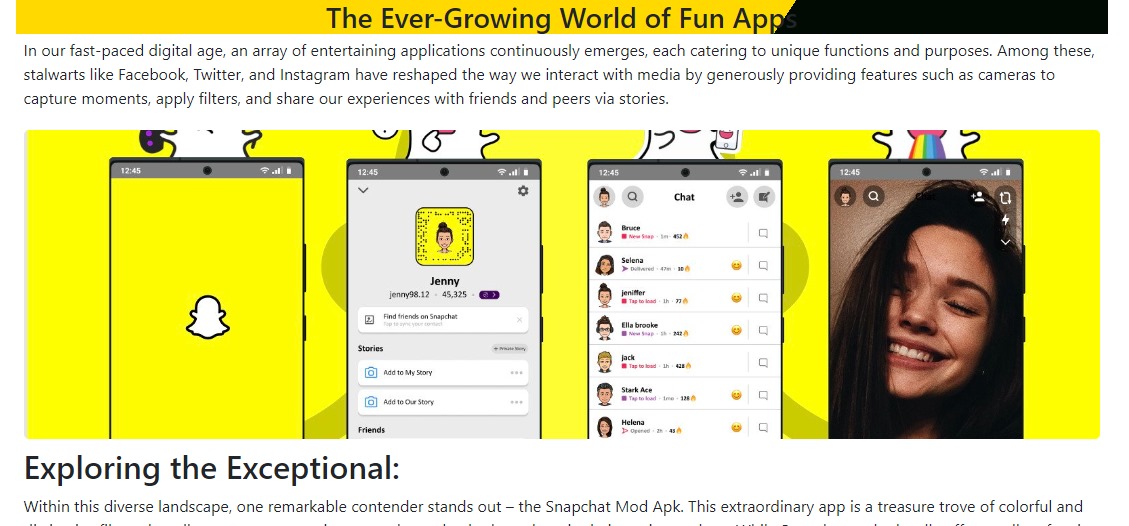 The Ever-Growing World of Fun Apps
In our fast-paced digital age, an array of entertaining applications continuously emerges, each catering to unique functions and purposes. Among these,
stalwarts like Facebook, Twitter, and Instagram have reshaped the way we interact with media by generously providing features such as cameras to
capture moments, apply filters, and share our experiences with friends and peers via stories.
12:45
12:45
Jenny
jenny98.12 · 45,325 ·
Find friends on Snapchat
Tap to sync your contact
Stories
+ Private Story
Add to My Story
Add to Our Story
Friends
12:45
Chat
Bruce
New Snap · 1m · 452
Selena
Delivered · 47m · 10
jeniffer
Tap to load · 1h · 77
Ella brooke
New Snap · 1h · 242
jack
Tap to load · 1h · 428
Stark Ace
Tap to load · 1mo · 128
Helena
Opened · 2h · 43
12:45
Chat
Exploring the Exceptional:
Within this diverse landscape, one remarkable contender stands out – the Snapchat Mod Apk. This extraordinary app is a treasure trove of colorful and